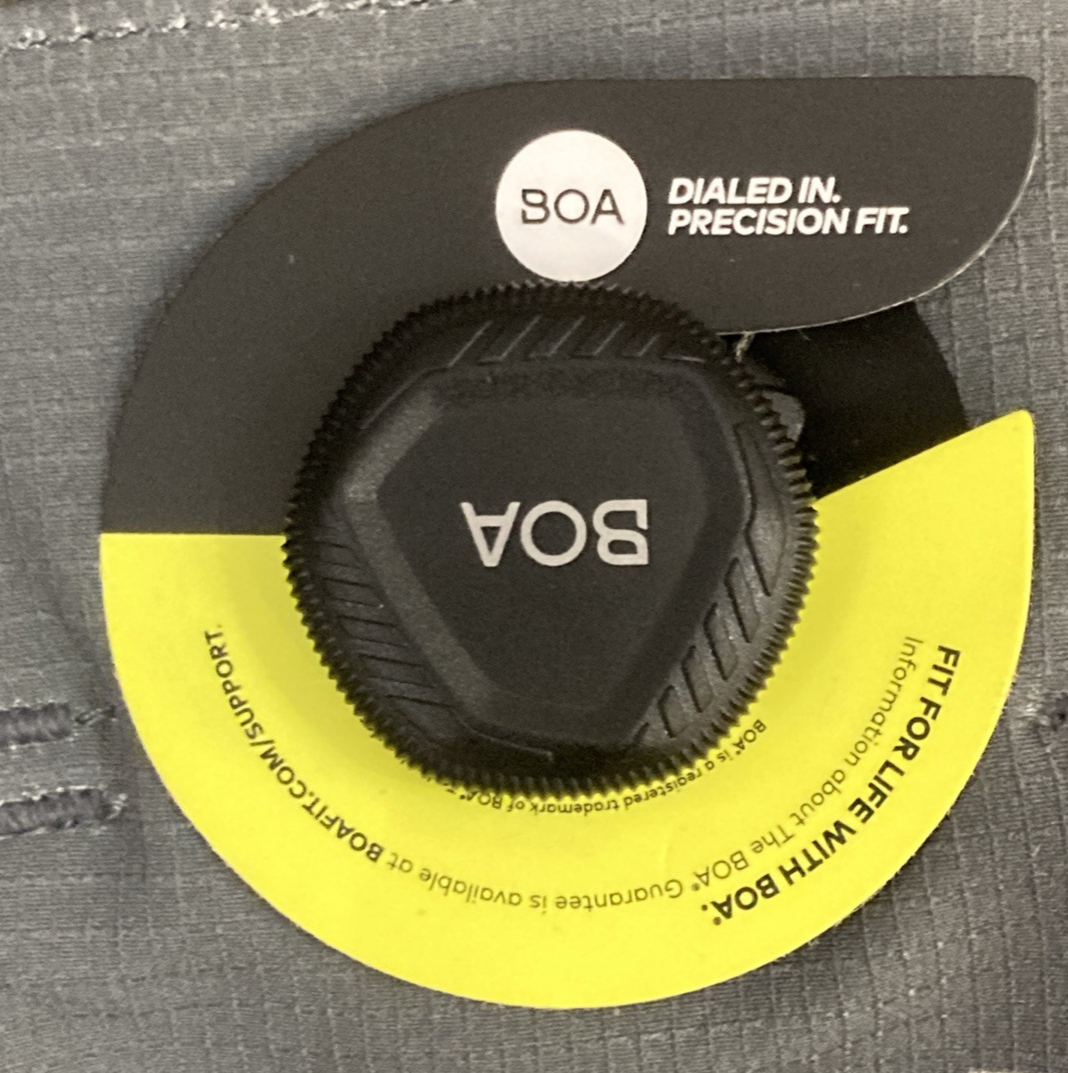 BOA
DIALED IN.
PRECISION FIT.
BOA
FIT FOR LIFE WITH BOA®.
Information about The BOA® Guarantee is available at BOAFIT.COM/SUPPORT.
BOA® is a registered trademark of BOA®